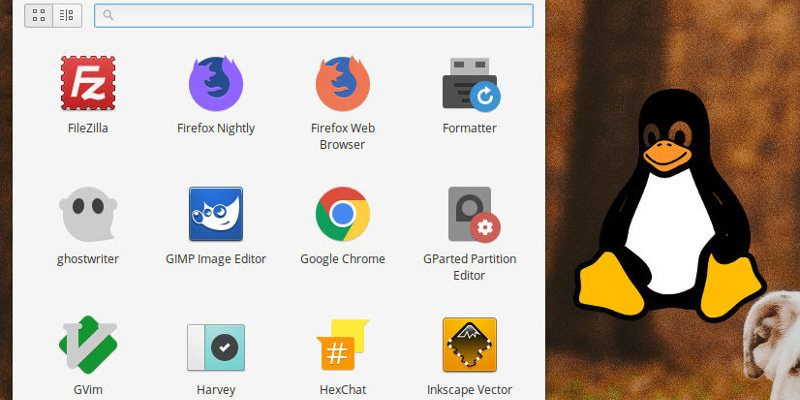 FileZilla
Firefox Nightly
Firefox Web
Browser
Formatter
ghostwriter
GIMP Image Editor
Google Chrome
GParted Partition
Editor
GVim
Harvey
#
HexChat
Inkscape Vector